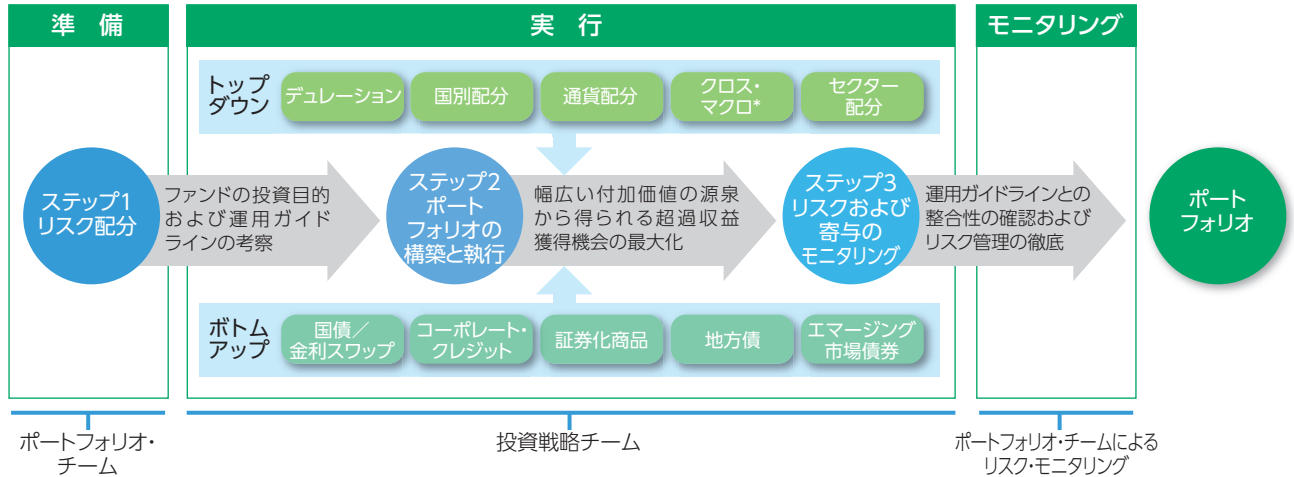 準　備
実　行
モニタリング
トップ
ダウン
デュレーション
国別配分
通貨配分
クロス・
マクロ*
セクター
配分
ステップ1
リスク配分
ファンドの投資目的
および運用ガイド
ラインの考察
ステップ2
ポート
フォリオの
構築と執行
幅広い付加価値の源泉
から得られる超過収益
獲得機会の最大化
ステップ3
リスクおよび
寄与の
モニタリング
運用ガイドラインとの
整合性の確認および
リスク管理の徹底
ポート
フォリオ
ボトム
アップ
国債／
金利スワップ
コーポレート・
クレジット
証券化商品
地方債
エマージング
市場債券
ポートフォリオ・
チーム
投資戦略チーム
ポートフォリオ・チームによる
リスク・モニタリング